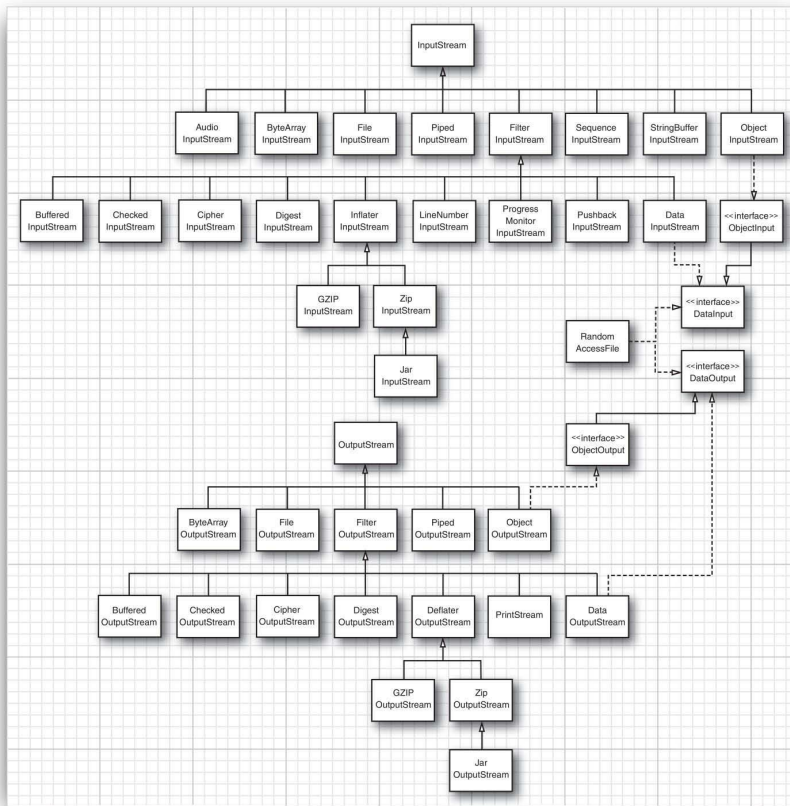 InputStream
Audio
InputStream
ByteArray
InputStream
File
InputStream
Piped
InputStream
Filter
InputStream
Sequence
InputStream
StringBuffer
InputStream
Object
InputStream
Buffered
InputStream
Checked
InputStream
Cipher
InputStream
Digest
InputStream
Inflater
InputStream
LineNumber
InputStream
Progress
Monitor
InputStream
Pushback
InputStream
Data
InputStream
<<interface>>
ObjectInput
GZIP
InputStream
Zip
InputStream
<<interface>>
DataInput
Random
AccessFile
Jar
InputStream
<<interface>>
DataOutput
OutputStream
<<interface>>
ObjectOutput
ByteArray
OutputStream
File
OutputStream
Filter
OutputStream
Piped
OutputStream
Object
OutputStream
Buffered
OutputStream
Checked
OutputStream
Cipher
OutputStream
Digest
OutputStream
Deflater
OutputStream
PrintStream
Data
OutputStream
GZIP
OutputStream
Zip
OutputStream
Jar
OutputStream